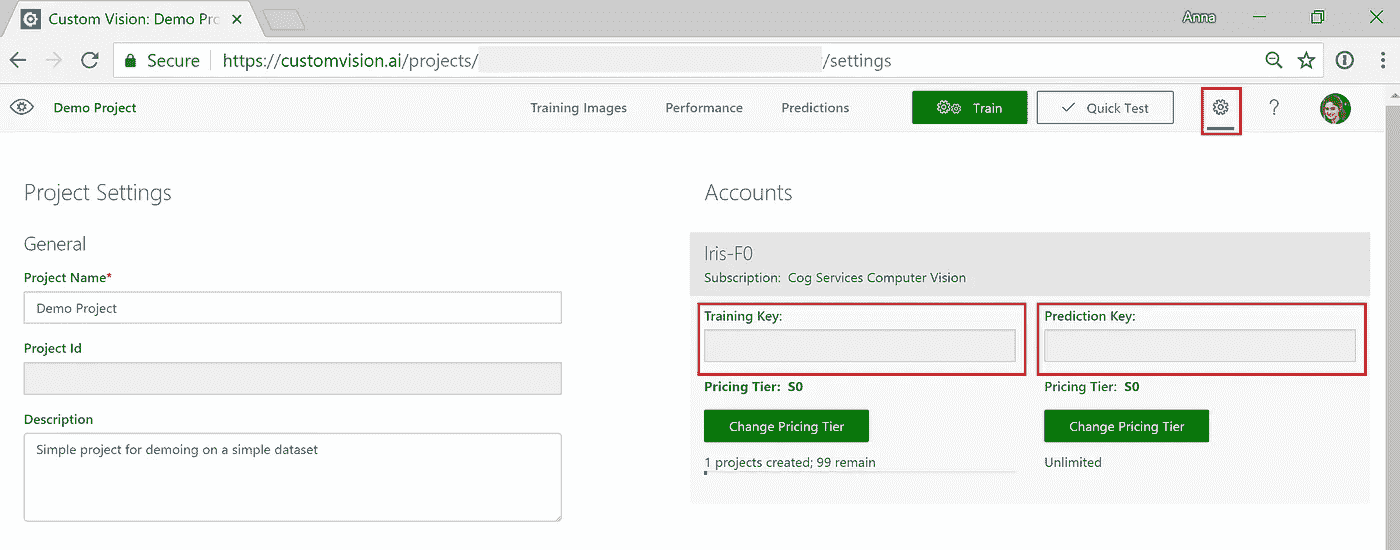 Custom Vision: Demo Pro
Anna
Secure
https://customvision.ai/projects/ /settings
Demo Project
Training Images
Performance
Predictions
Train
Quick Test
?
Project Settings
General
Project Name*
Demo Project
Project Id
Description
Simple project for demoing on a simple dataset
Accounts
Iris-F0
Subscription: Cog Services Computer Vision
Training Key:
Pricing Tier: S0
Change Pricing Tier
1 projects created; 99 remain
Prediction Key:
Pricing Tier: S0
Change Pricing Tier
Unlimited